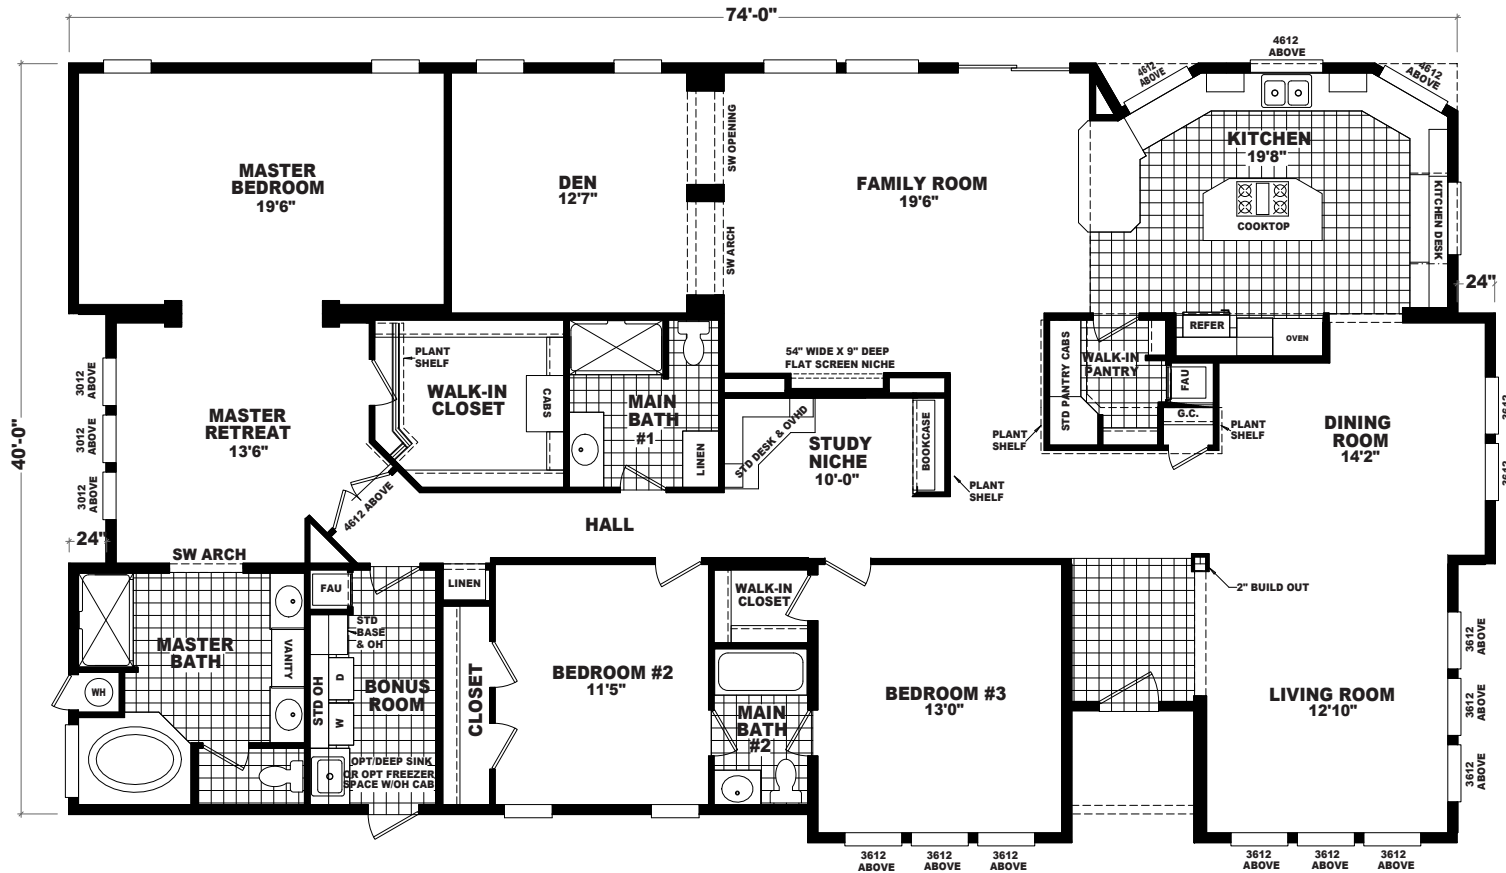 74'-0"
4612
ABOVE
4612
ABOVE
4612
ABOVE
MASTER
BEDROOM
19'6"
DEN
12'7"
SW OPENING
SW ARCH
FAMILY ROOM
19'6"
KITCHEN
19'8"
COOKTOP
KITCHEN DESK
24"
40'-0"
3012
ABOVE
3012
ABOVE
3012
ABOVE
MASTER
RETREAT
13'6"
PLANT
SHELF
WALK-IN
CLOSET
CABS
MAIN
BATH
#1
LINEN
54" WIDE X 9" DEEP
FLAT SCREEN NICHE
STD DESK & OVHD
STUDY
NICHE
10'-0"
BOOKCASE
PLANT
SHELF
PLANT
SHELF
STD PANTRY CABS
WALK-IN
PANTRY
REFER
OVEN
FAU
G.C.
PLANT
SHELF
DINING
ROOM
14'2"
3612
3612
4612 ABOVE
HALL
24"
SW ARCH
FAU
LINEN
STD
BASE
& OH
MASTER
BATH
VANITY
WH
STD OH
D
W
BONUS
ROOM
OPT/DEEP SINK
OR OPT FREEZER
SPACE W/OH CAB
CLOSET
BEDROOM #2
11'5"
WALK-IN
CLOSET
MAIN
BATH
#2
BEDROOM #3
13'0"
2" BUILD OUT
LIVING ROOM
12'10"
3612
ABOVE
3612
ABOVE
3612
ABOVE
3612
ABOVE
3612
ABOVE
3612
ABOVE
3612
ABOVE
3612
ABOVE
3612
ABOVE